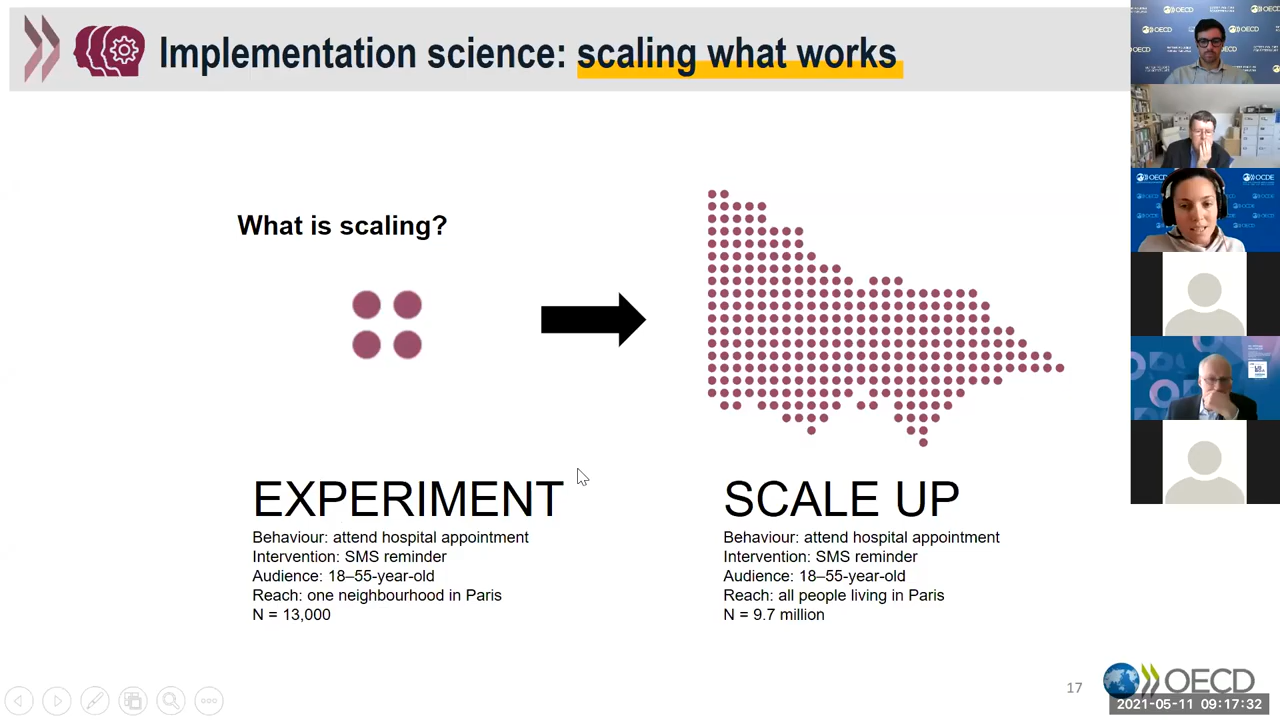 Implementation science: scaling what works
What is scaling?
EXPERIMENT
Behaviour: attend hospital appointment
Intervention: SMS reminder
Audience: 18–55-year-old
Reach: one neighbourhood in Paris
N = 13,000
SCALE UP
Behaviour: attend hospital appointment
Intervention: SMS reminder
Audience: 18–55-year-old
Reach: all people living in Paris
N = 9.7 million
17
OECD
2021-05-11 09:17:32
OECD
OCDE